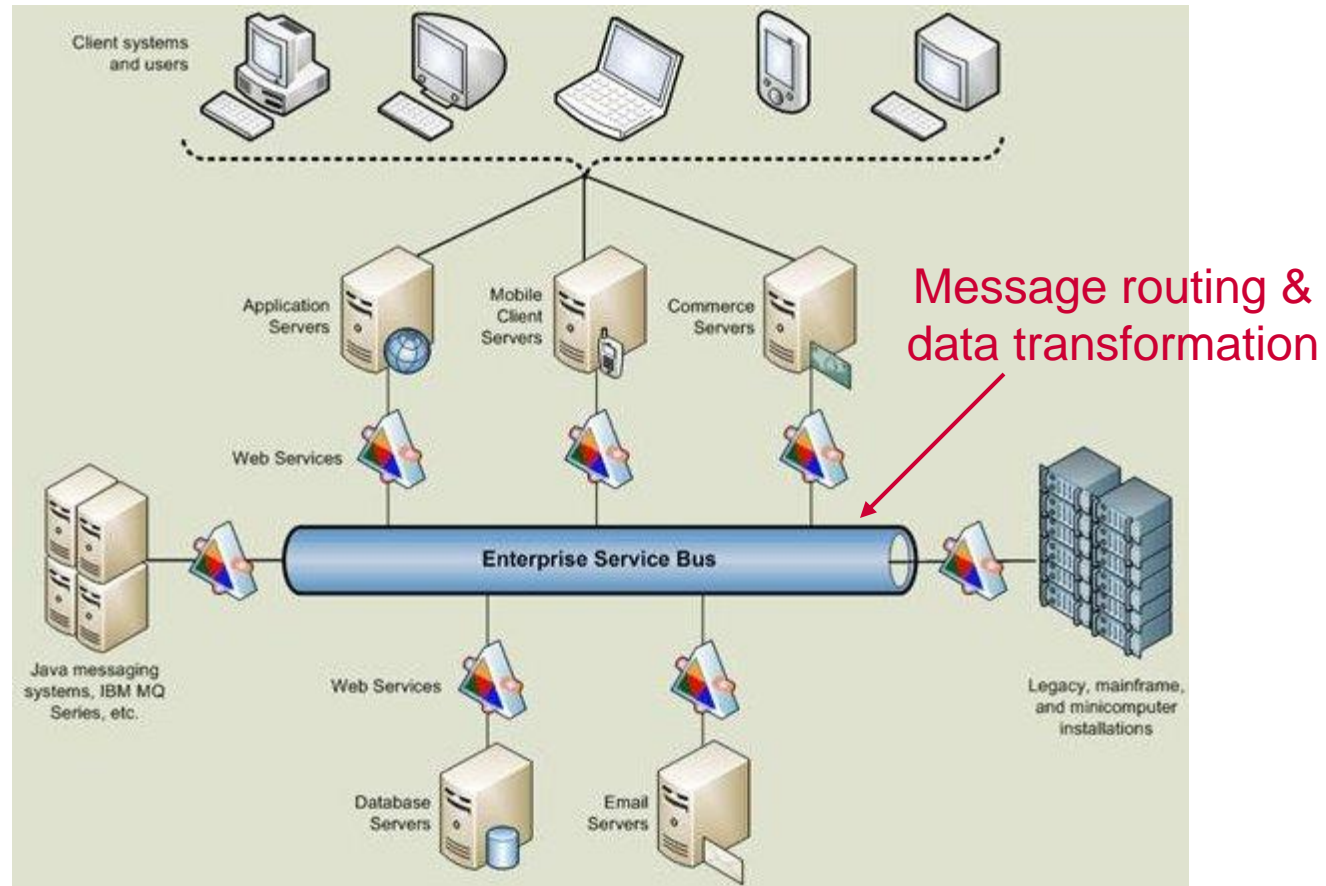 Client systems
and users
Application
Servers
Mobile
Client
Servers
Commerce
Servers
Message routing &
data transformation
Web Services
Enterprise Service Bus
Java messaging
systems, IBM MQ
Series, etc.
Web Services
Legacy, mainframe,
and minicomputer
installations
Database
Servers
Email
Servers